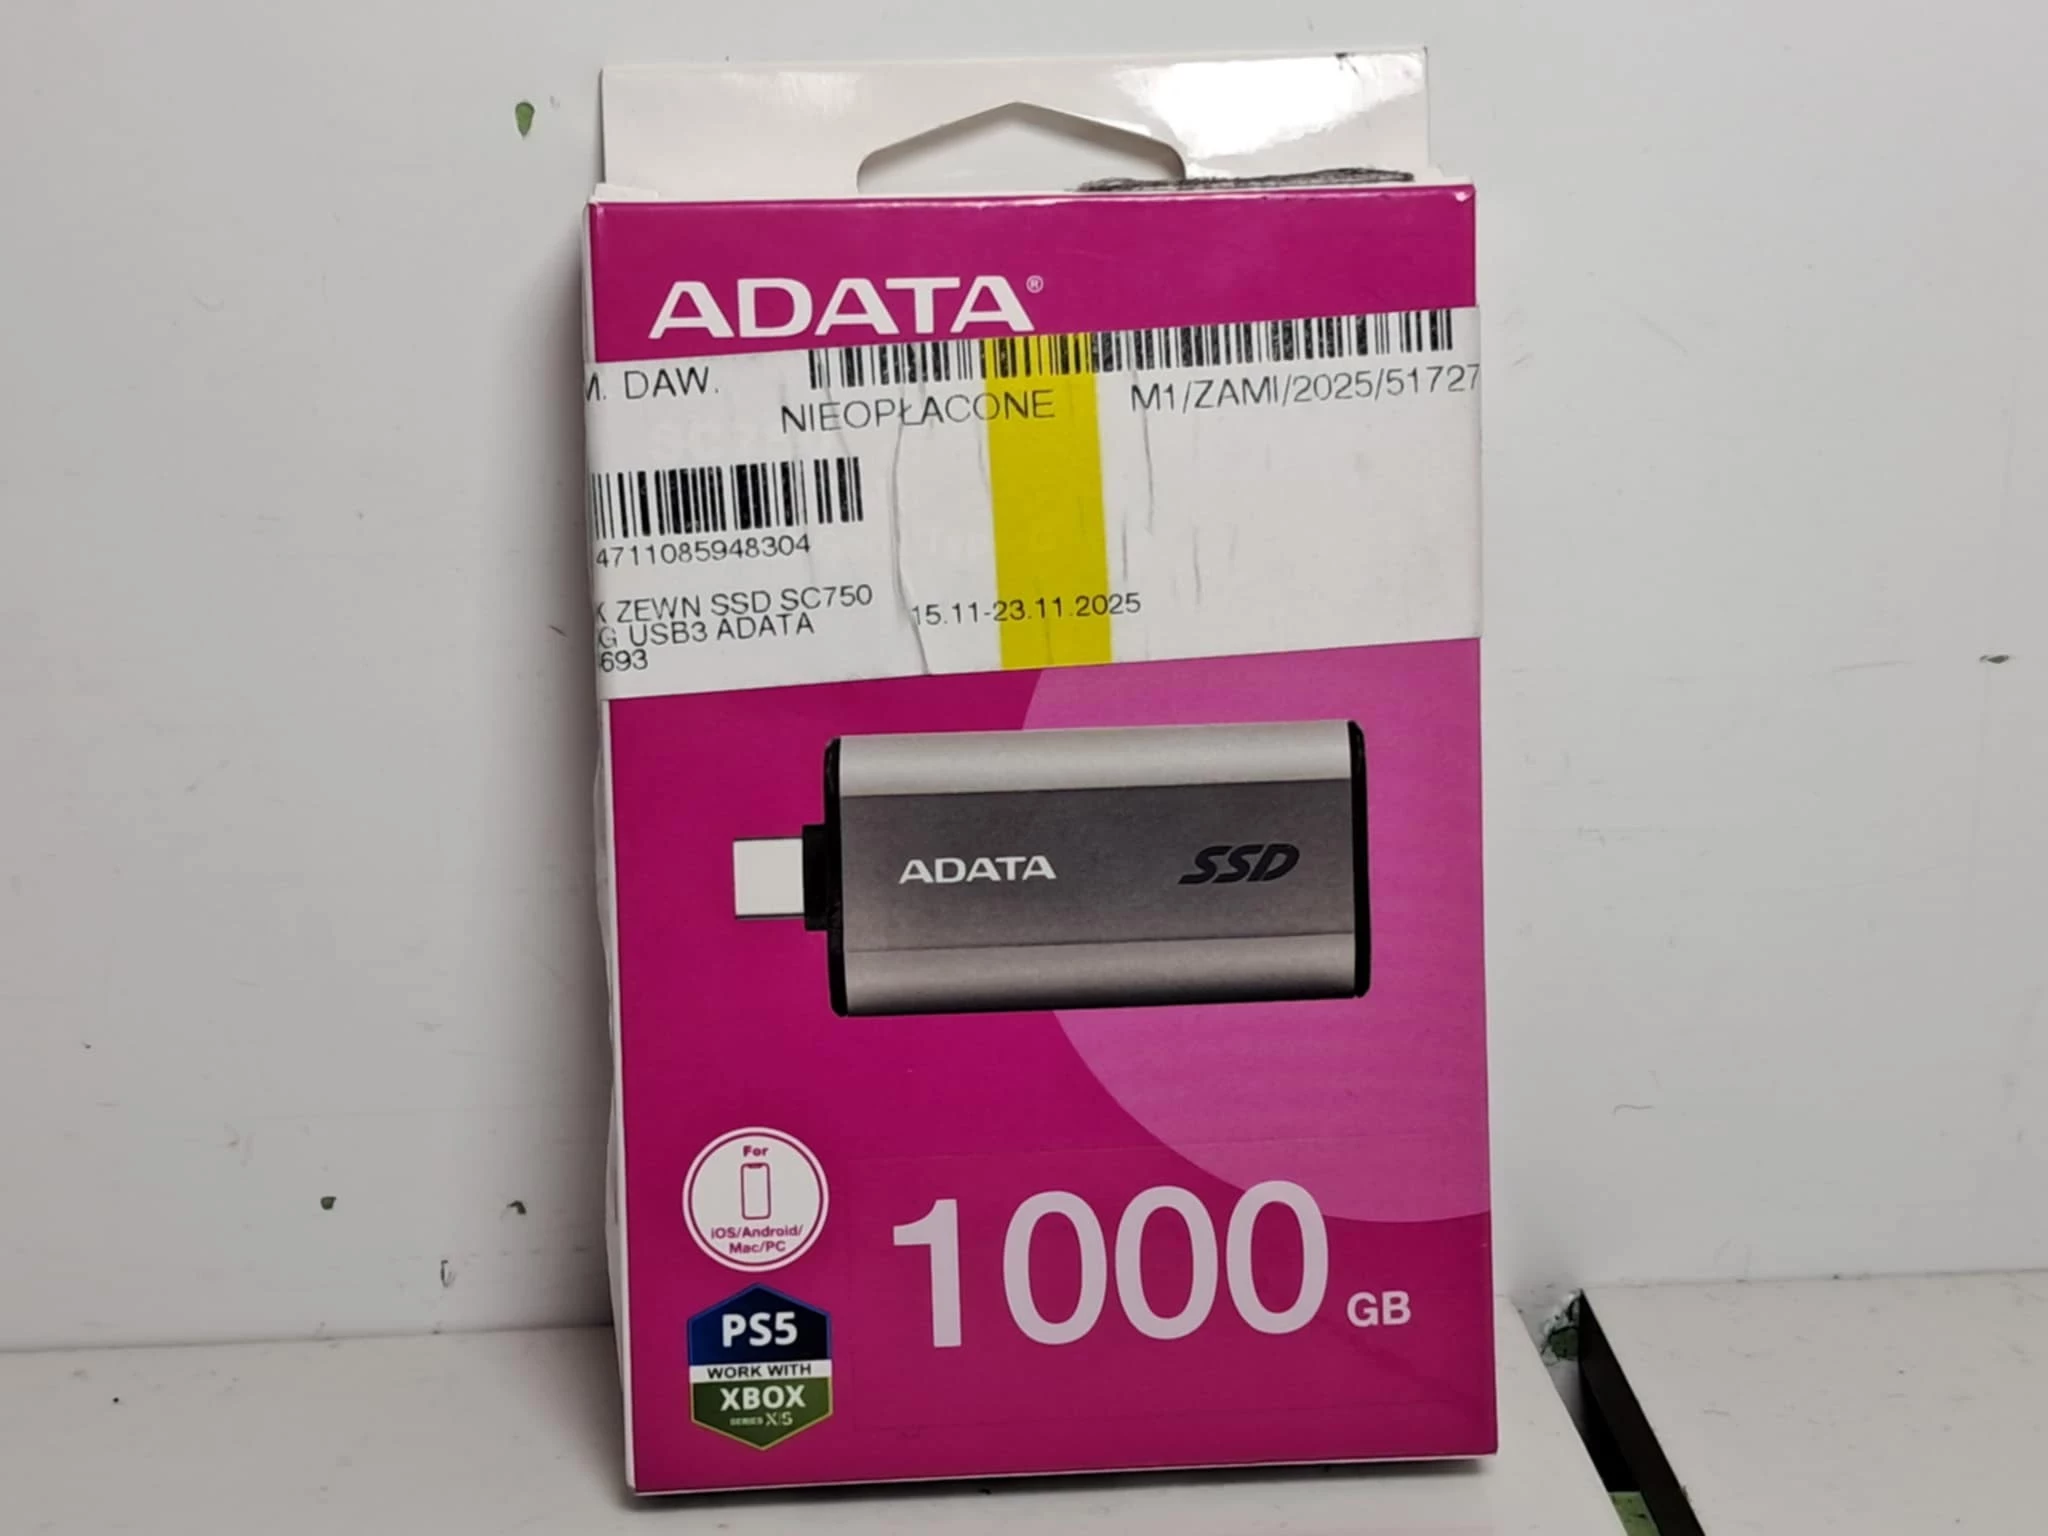 ADATA®
M. DAW.
NIEOPŁACONE
M1/ZAMI/2025/51727
4711085948304
ZEWN SSD SC750
USB3 ADATA
693
15.11-23.11.2025
ADATA
SSD
For
iOS/Android/
Mac/PC
1000 GB
PS5
WORK WITH
XBOX
SERIES X|S